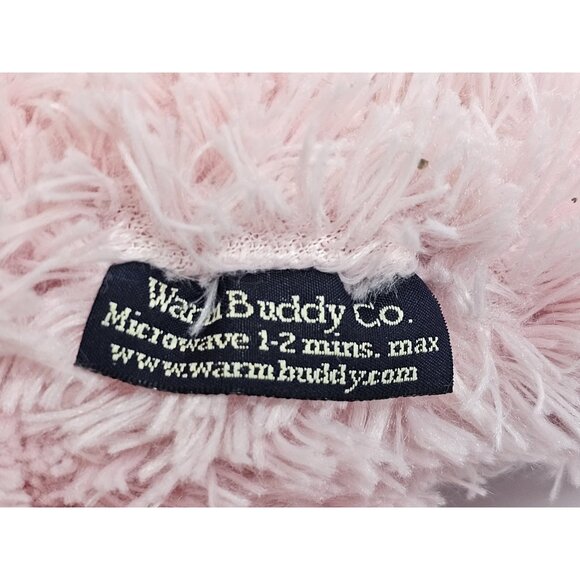 Warm Buddy Co.
Microwave 1-2 mins. max
www.warmbuddy.com